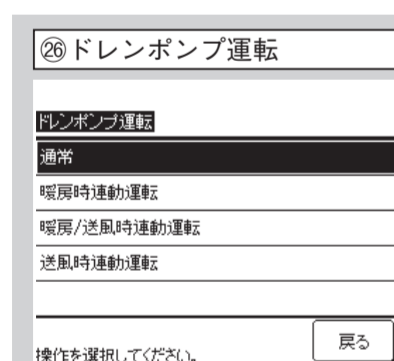 ㉖ドレンポンプ運転
ドレンポンプ運転
通常
暖房時連動運転
暖房/送風時連動運転
送風時連動運転
戻る
操作を選択してください。